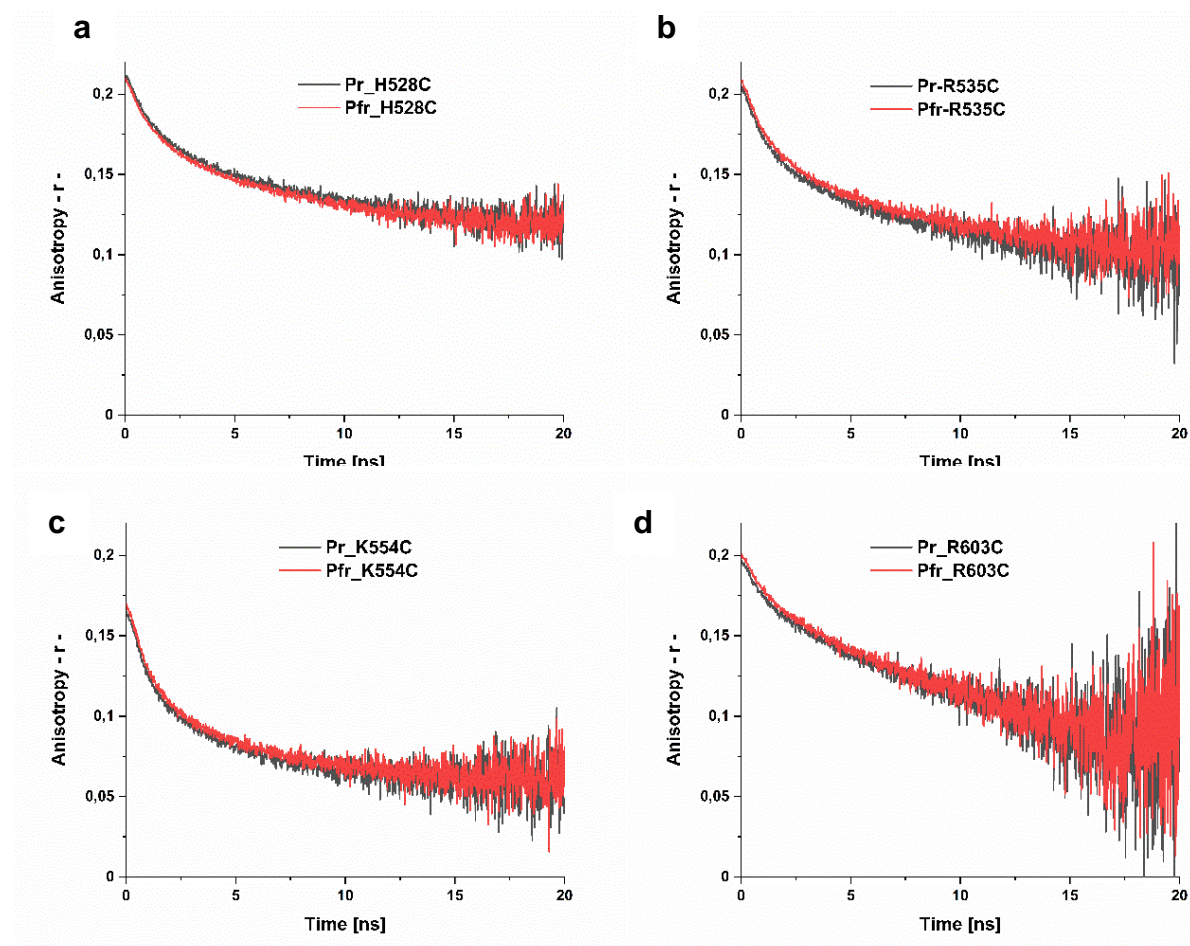 a
Pr_H528C
Pfr_H528C
0,2
0,15
0,1
0,05
0
Anisotropy - r -
0 5 10 15 20
Time [ns]
b
Pr-R535C
Pfr-R535C
0,2
0,15
0,1
0,05
0
Anisotropy - r -
0 5 10 15 20
Time [ns]
c
Pr_K554C
Pfr_K554C
0,2
0,15
0,1
0,05
0
Anisotropy - r -
0 5 10 15 20
Time [ns]
d
Pr_R603C
Pfr_R603C
0,2
0,15
0,1
0,05
0
Anisotropy - r -
0 5 10 15 20
Time [ns]